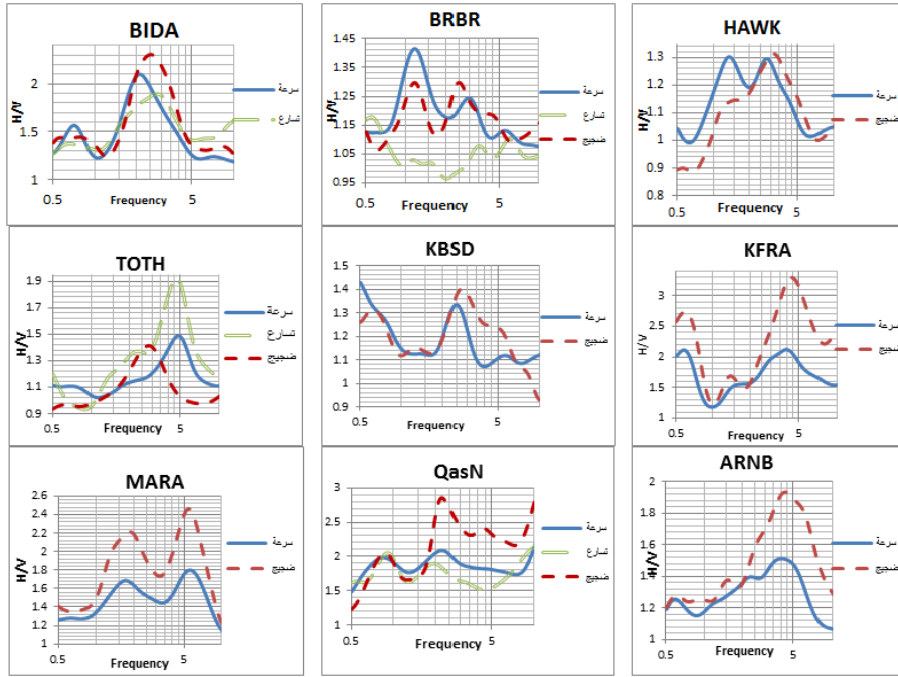 BIDA
2
1.5
1
H/V
0.5
5
Frequency
سرعة
تسارع
ضجيج
BRBR
1.45
1.35
1.25
1.15
1.05
0.95
H/V
0.5
5
Frequency
سرعة
تسارع
ضجيج
HAWK
1.3
1.2
1.1
1
0.9
0.8
H/V
0.5
5
Frequency
سرعة
ضجيج
TOTH
1.9
1.7
1.5
1.3
1.1
0.9
H/V
0.5
5
Frequency
سرعة
تسارع
ضجيج
KBSD
1.5
1.4
1.3
1.2
1.1
1
0.9
H/V
0.5
5
Frequency
سرعة
ضجيج
KFRA
3
2.5
2
1.5
1
H/V
0.5
5
Frequency
سرعة
ضجيج
MARA
2.6
2.4
2.2
2
1.8
1.6
1.4
1.2
1
H/V
0.5
5
Frequency
سرعة
ضجيج
QasN
3
2.5
2
1.5
1
H/V
0.5
5
Frequency
سرعة
تسارع
ضجيج
ARNB
2
1.8
1.6
1.4
1.2
1
H/V
0.5
5
Frequency
سرعة
ضجيج